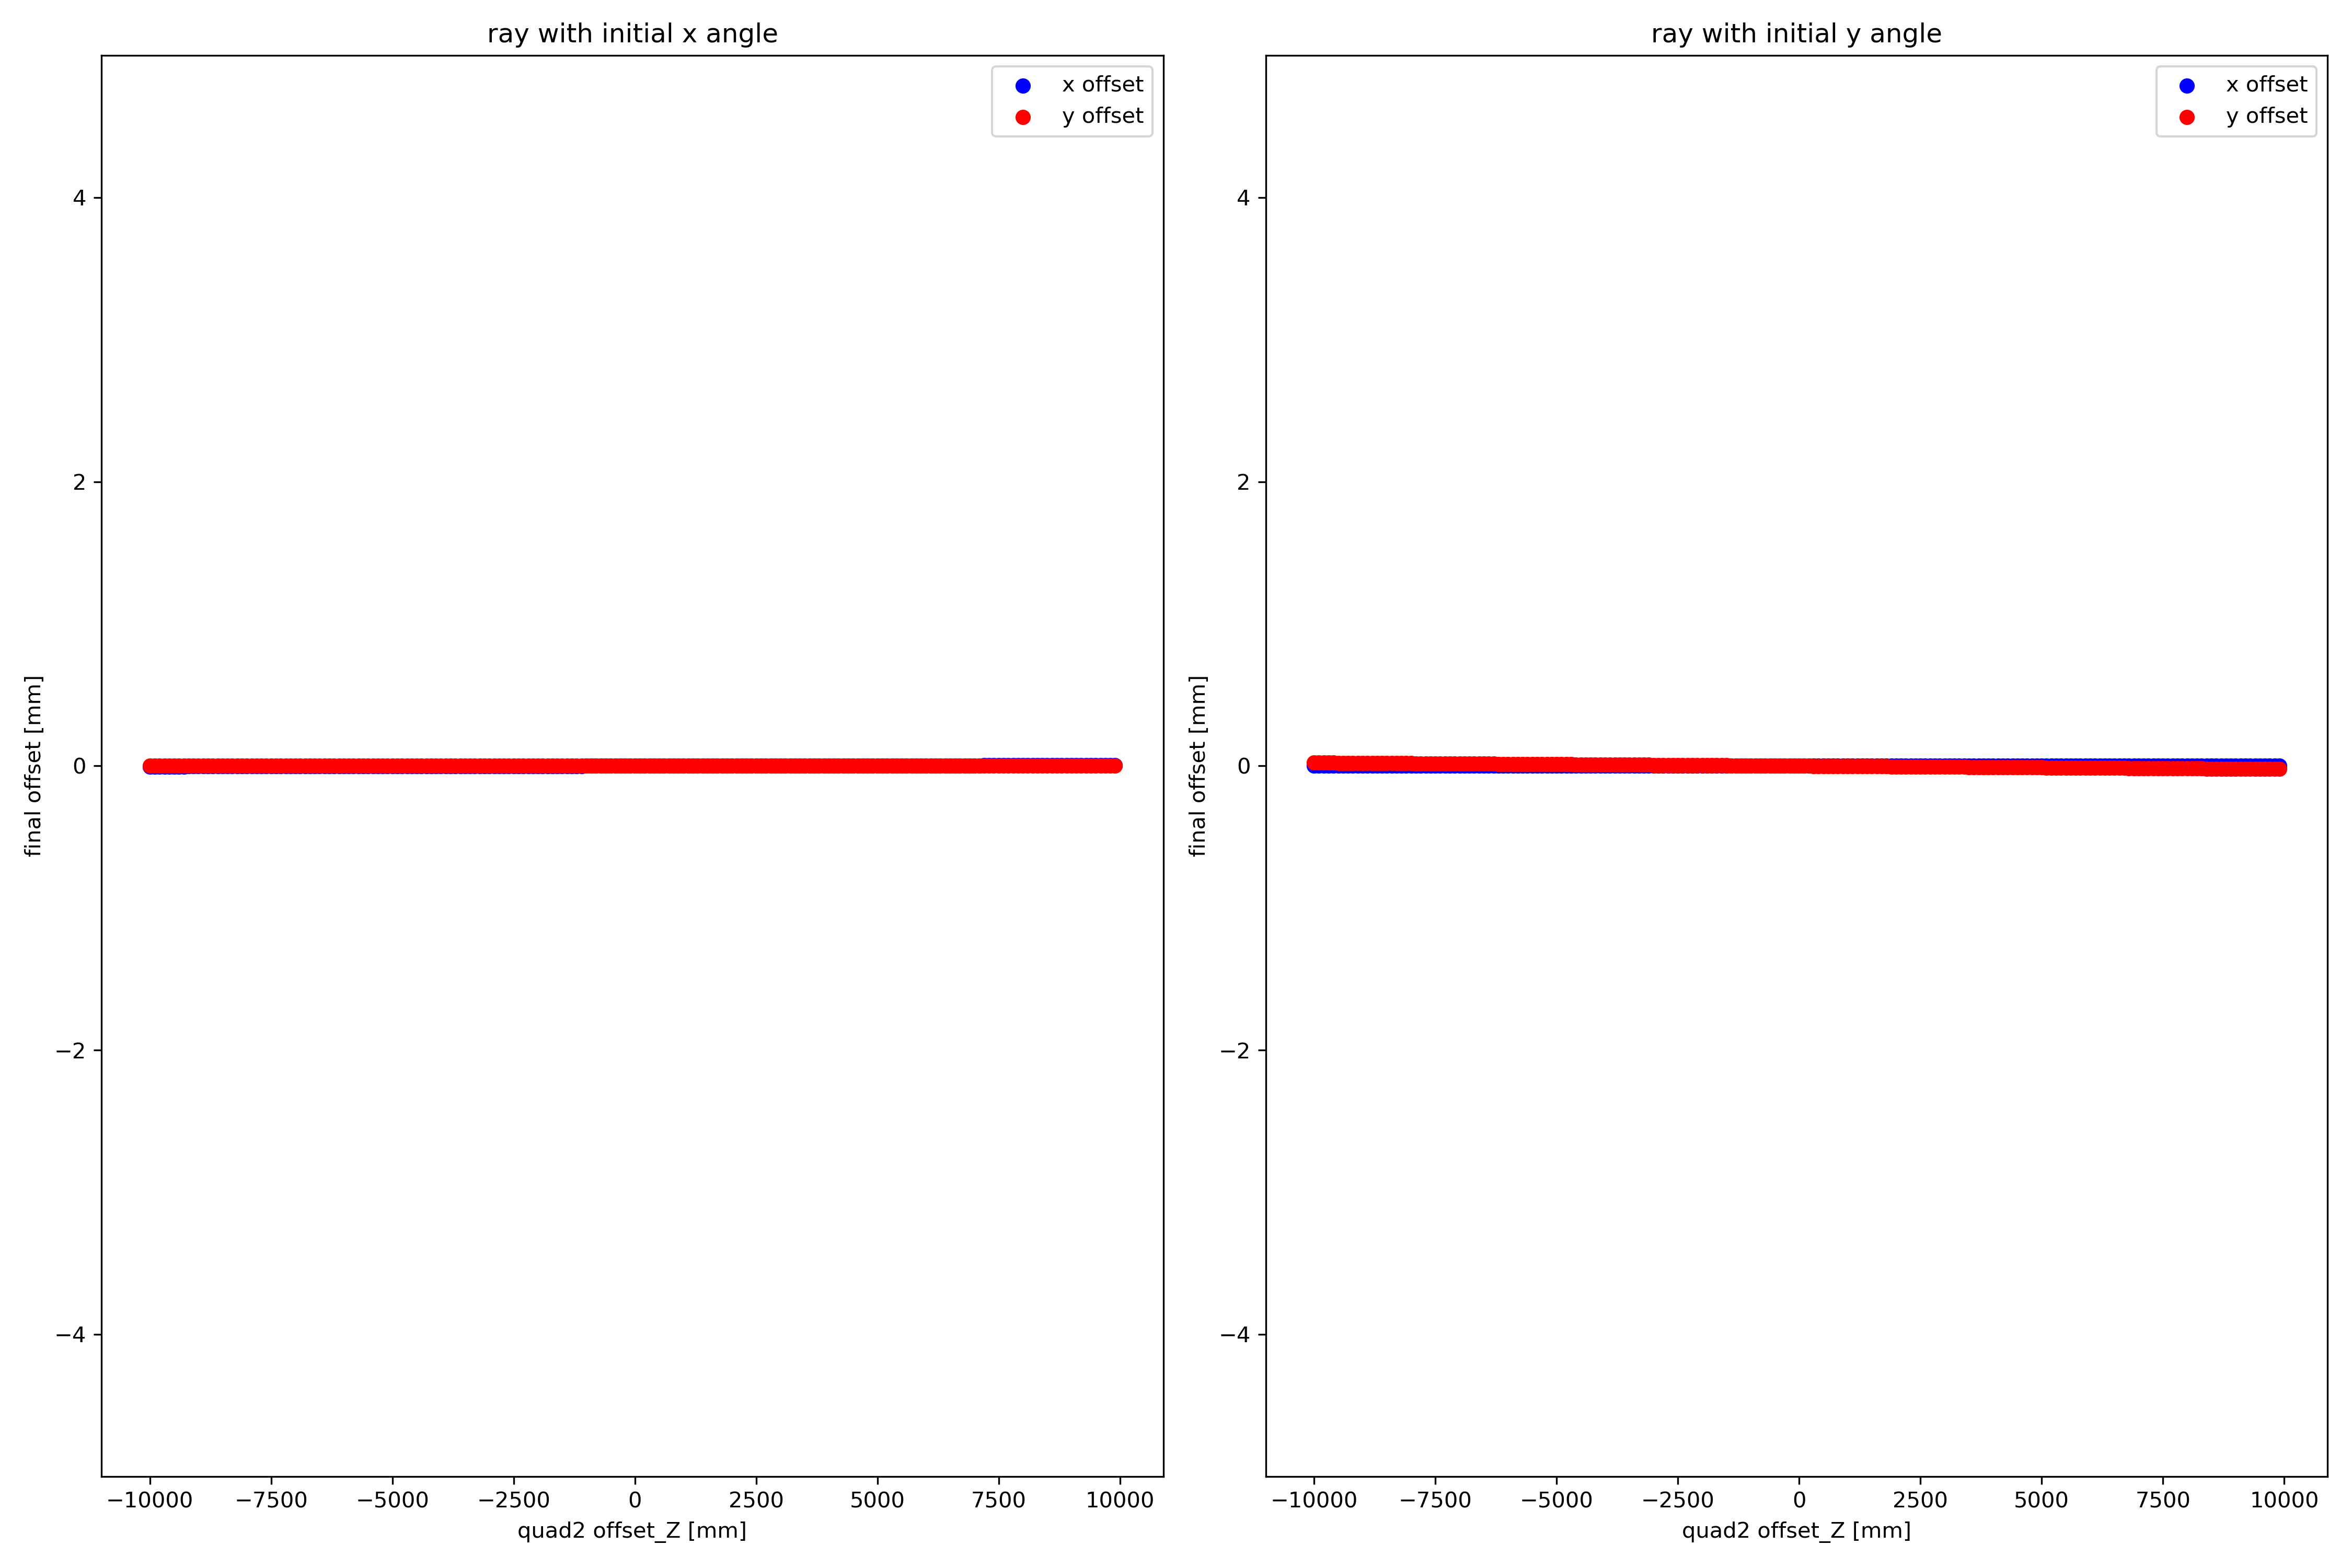 ray with initial x angle
x offset
y offset
4
2
0
−2
−4
final offset [mm]
−10000 −7500 −5000 −2500 0 2500 5000 7500 10000
quad2 offset_Z [mm]
ray with initial y angle
x offset
y offset
4
2
0
−2
−4
final offset [mm]
−10000 −7500 −5000 −2500 0 2500 5000 7500 10000
quad2 offset_Z [mm]